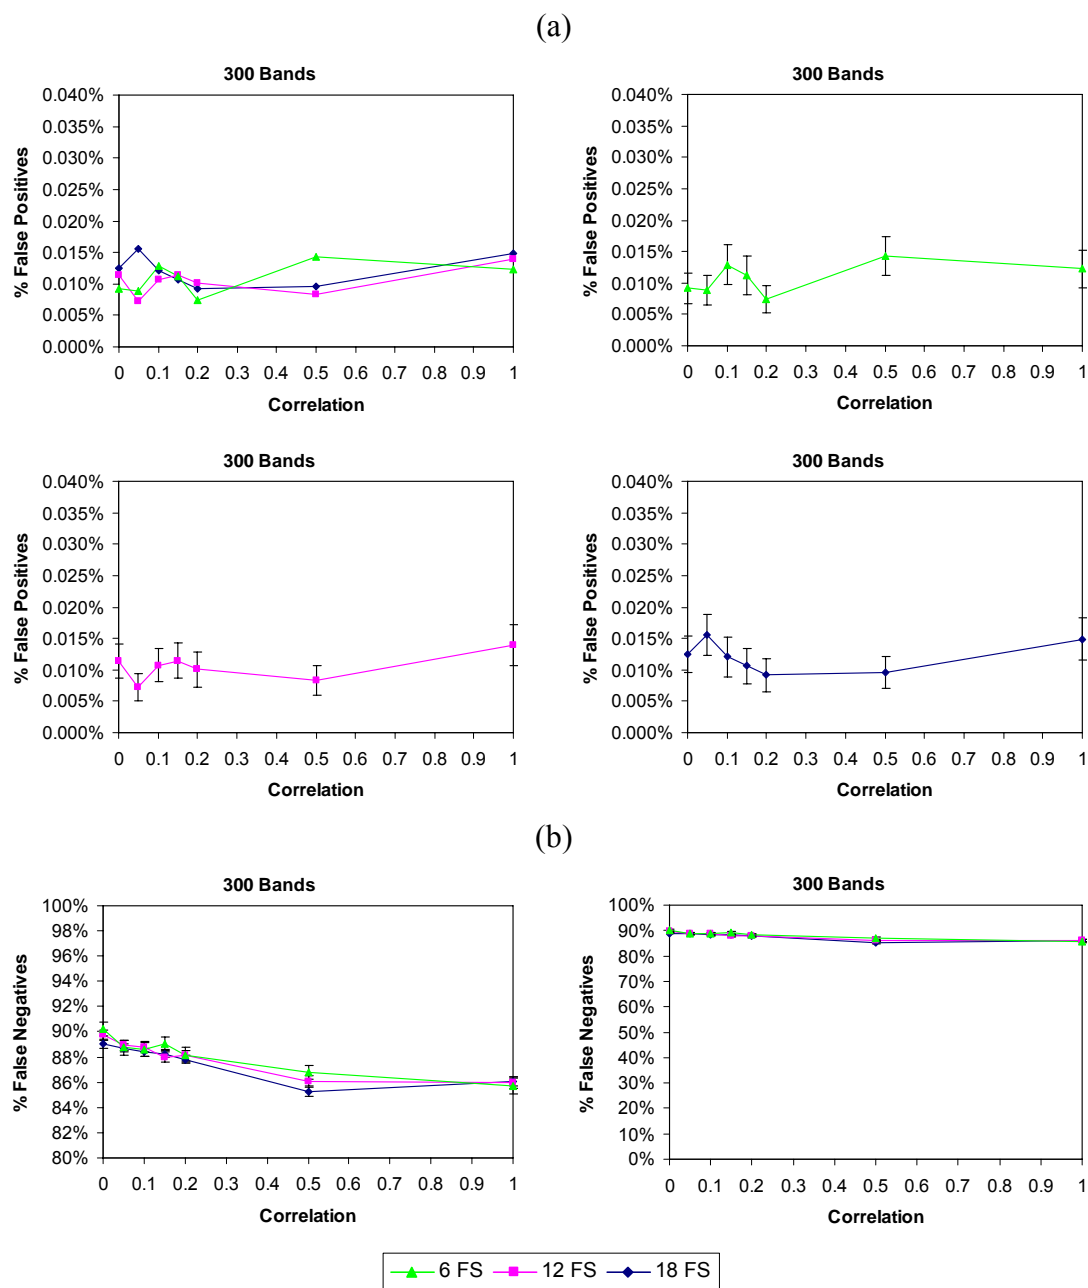 (a)
300 Bands
% False Positives
0.040%
0.035%
0.030%
0.025%
0.020%
0.015%
0.010%
0.005%
0.000%
0 0.1 0.2 0.3 0.4 0.5 0.6 0.7 0.8 0.9 1
Correlation
300 Bands
% False Positives
0.040%
0.035%
0.030%
0.025%
0.020%
0.015%
0.010%
0.005%
0.000%
0 0.1 0.2 0.3 0.4 0.5 0.6 0.7 0.8 0.9 1
Correlation
300 Bands
% False Positives
0.040%
0.035%
0.030%
0.025%
0.020%
0.015%
0.010%
0.005%
0.000%
0 0.1 0.2 0.3 0.4 0.5 0.6 0.7 0.8 0.9 1
Correlation
300 Bands
% False Positives
0.040%
0.035%
0.030%
0.025%
0.020%
0.015%
0.010%
0.005%
0.000%
0 0.1 0.2 0.3 0.4 0.5 0.6 0.7 0.8 0.9 1
Correlation
(b)
300 Bands
% False Negatives
100%
98%
96%
94%
92%
90%
88%
86%
84%
82%
80%
0 0.1 0.2 0.3 0.4 0.5 0.6 0.7 0.8 0.9 1
Correlation
300 Bands
% False Negatives
100%
90%
80%
70%
60%
50%
40%
30%
20%
10%
0%
0 0.1 0.2 0.3 0.4 0.5 0.6 0.7 0.8 0.9 1
Correlation
6 FS 12 FS 18 FS